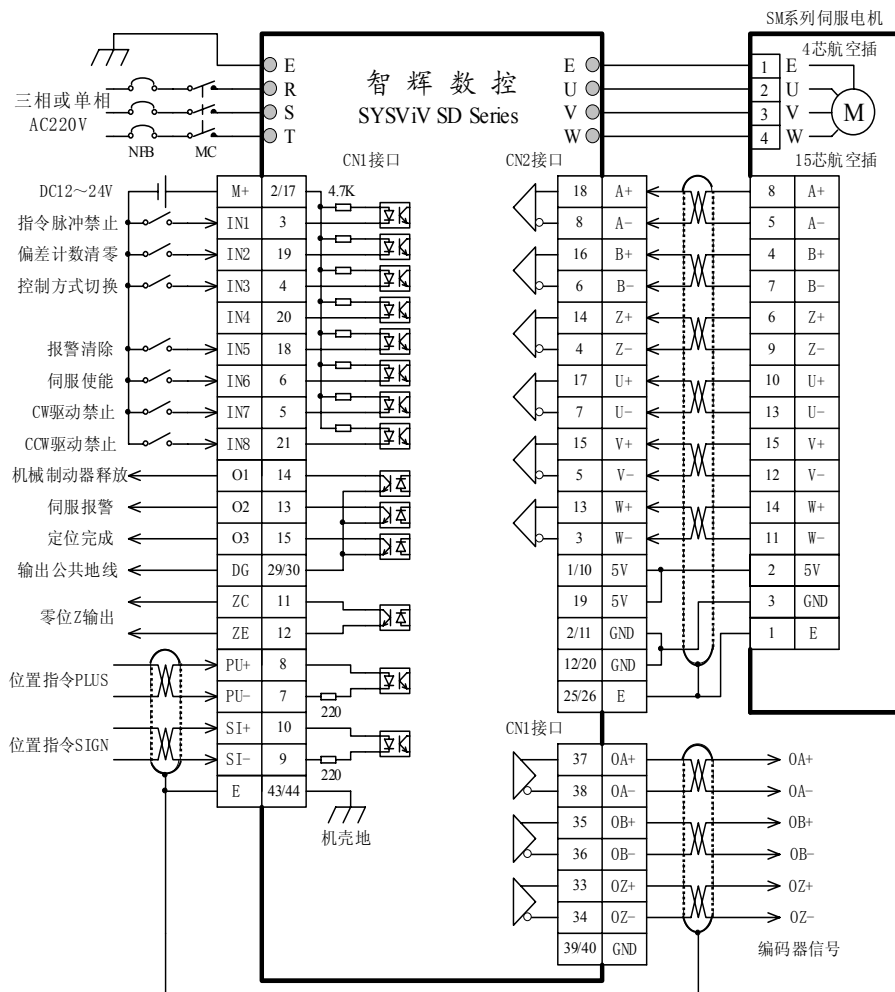 SM系列伺服电机
4芯航空插
E
R
S
T
三相或单相
AC220V
NFB
MC
智辉数控
SYSViV SD Series
E
U
V
W
1 E
2 U
3 V
4 W
M
CN1接口
CN2接口
15芯航空插
DC12～24V M+ 2/17 4.7K
指令脉冲禁止 IN1 3
偏差计数清零 IN2 19
控制方式切换 IN3 4
IN4 20
报警清除 IN5 18
伺服使能 IN6 6
CW驱动禁止 IN7 5
CCW驱动禁止 IN8 21
机械制动器释放 O1 14
伺服报警 O2 13
定位完成 O3 15
输出公共地线 DG 29/30
零位Z输出
ZC 11
ZE 12
位置指令PLUS
PU+ 8
PU- 7
220
位置指令SIGN
SI+ 10
SI- 9
220
E 43/44
机壳地
18 A+
8 A-
16 B+
6 B-
14 Z+
4 Z-
17 U+
7 U-
15 V+
5 V-
13 W+
3 W-
1/10 5V
19 5V
2/11 GND
12/20 GND
25/26 E
8 A+
5 A-
4 B+
7 B-
6 Z+
9 Z-
10 U+
13 U-
15 V+
12 V-
14 W+
11 W-
2 5V
3 GND
1 E
CN1接口
37 OA+ OA+
38 OA- OA-
35 OB+ OB+
36 OB- OB-
33 OZ+ OZ+
34 OZ- OZ-
39/40 GND
编码器信号